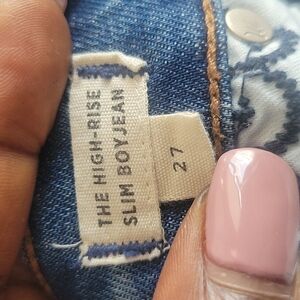 THE HIGH-RISE
SLIM BOYJEAN
27